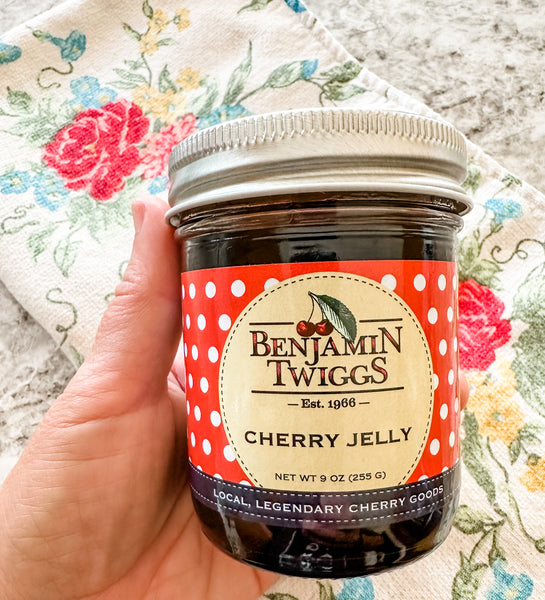 BENJAMIN
TWIGGS
— EST. 1966 —
CHERRY JELLY
NET WT 9 OZ (255 G)
LOCAL, LEGENDARY CHERRY GOODS